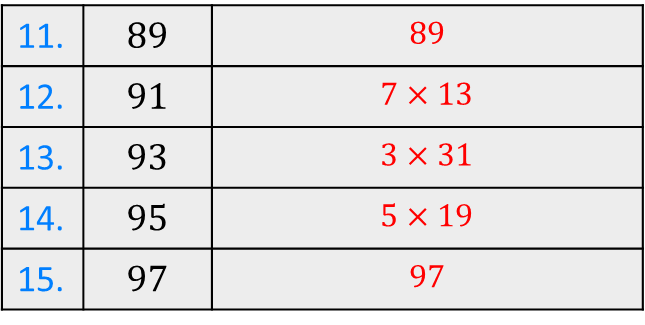 11. 89 89
12. 91 7 × 13
13. 93 3 × 31
14. 95 5 × 19
15. 97 97